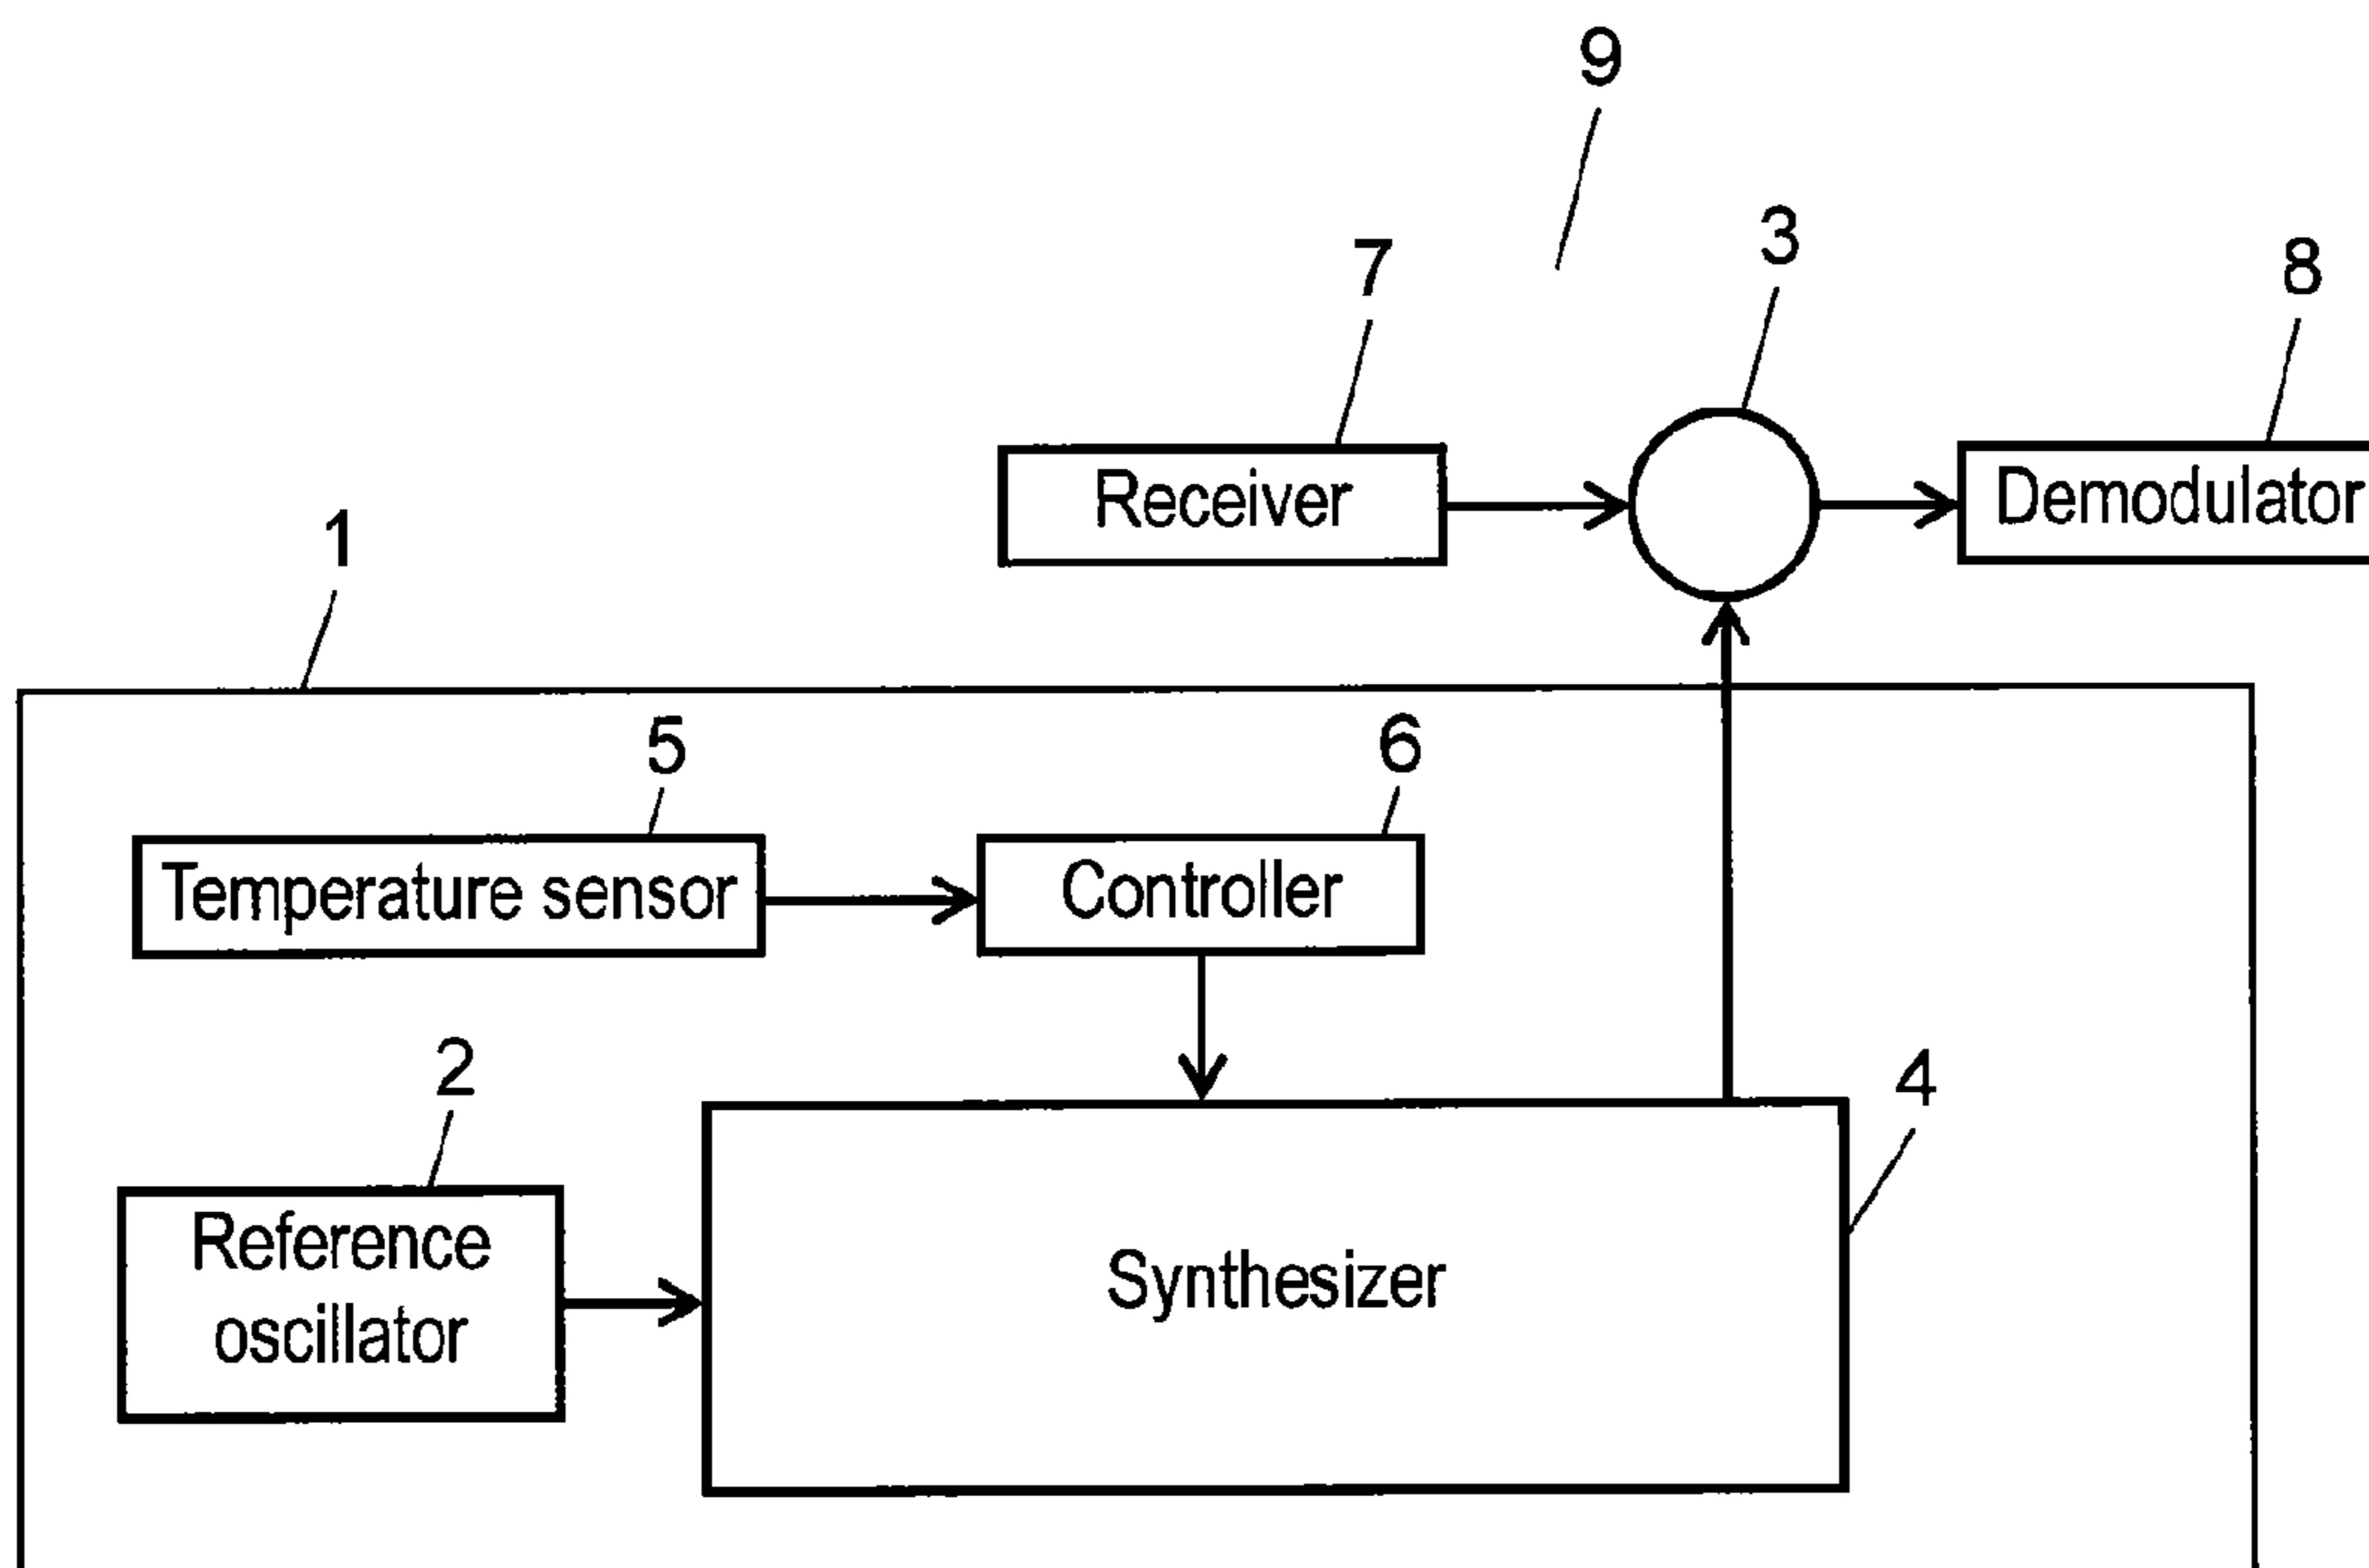 9
3
7
8
Receiver
Demodulator
1
5
6
Temperature sensor
Controller
2
4
Reference
oscillator
Synthesizer